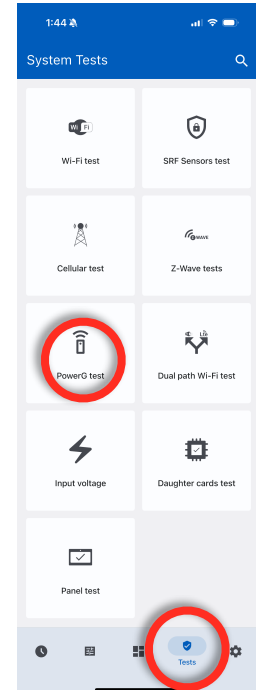 1:44
System Tests
Wi Fi
Wi-Fi test
SRF Sensors test
Z WAVE
Cellular test
Z-Wave tests
LTE
PowerG test
Dual path Wi-Fi test
Input voltage
Daughter cards test
Panel test
Tests